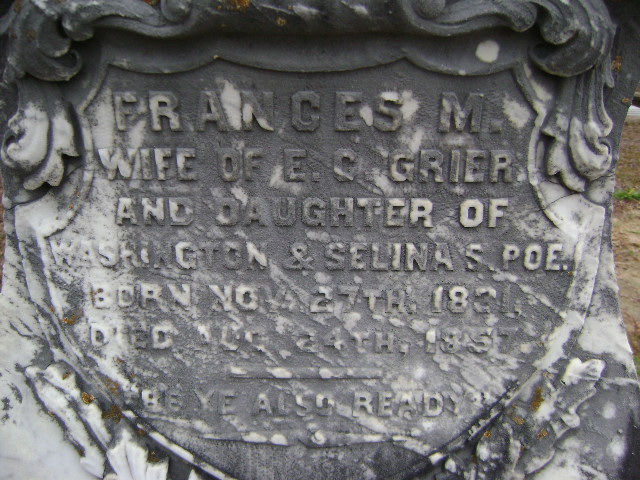 FRANCES M.
WIFE OF E. C. GRIER
AND DAUGHTER OF
WASHINGTON & SELINA S. POE.
BORN NOV. 27TH, 1831,
DIED AUG. 24TH, 1857.
"BE YE ALSO READY."